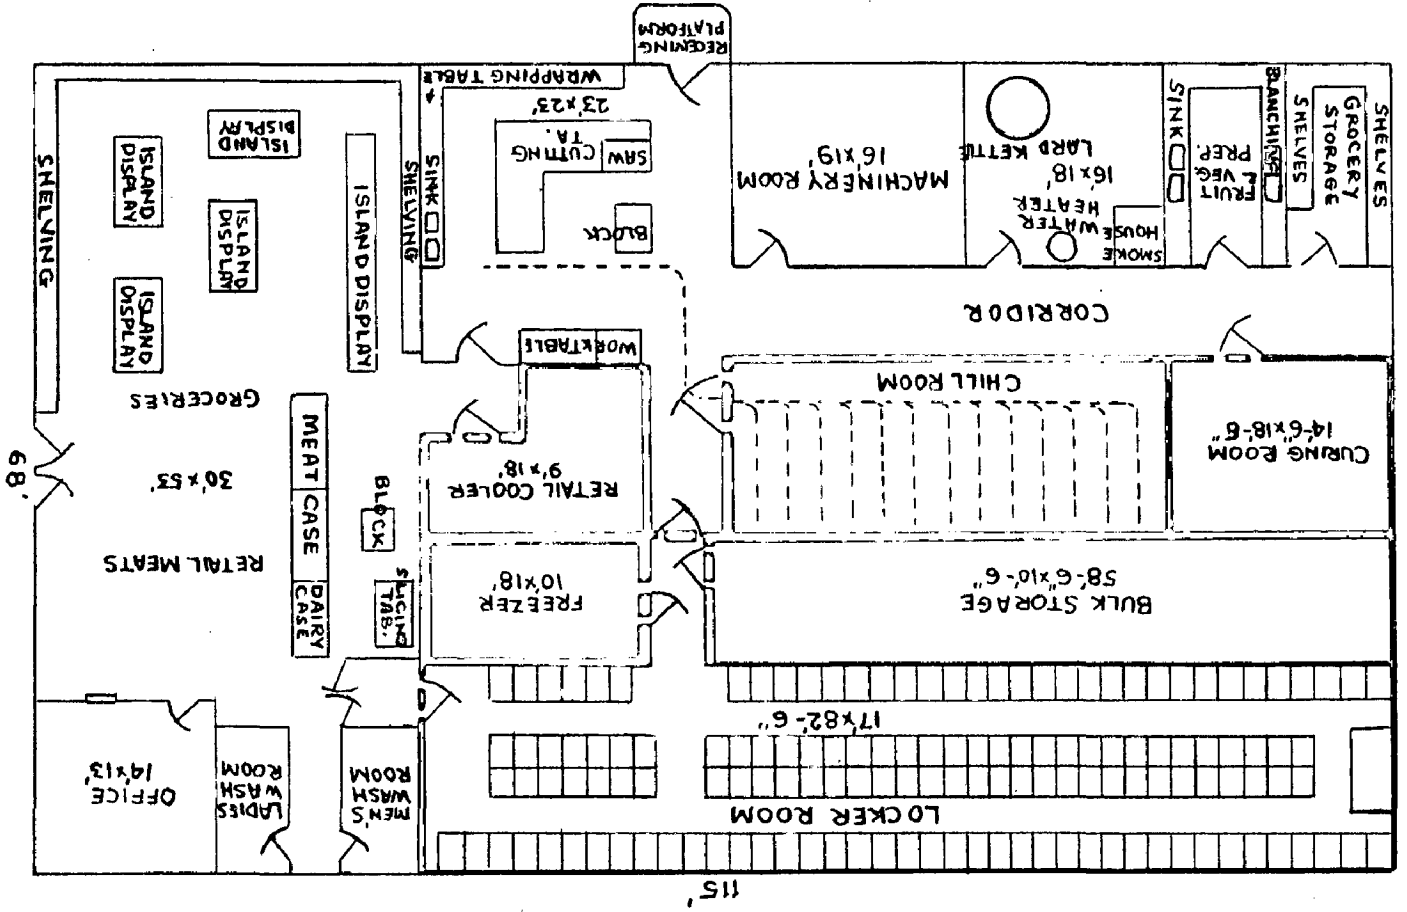 115'
LOCKER ROOM
17'x82'-6"
MEN'S
WASH
ROOM
LADIES
WASH
ROOM
OFFICE
14'x13'
BULK STORAGE
58'-6"x10'-6"
FREEZER
10'x18'
SLICING
TAB.
DAIRY
CASE
RETAIL MEATS
30'x53'
GROCERIES
CURING ROOM
14'-6"x18'-6"
CHILL ROOM
RETAIL COOLER
9'x18'
BLOCK
MEAT CASE
68'
WORKTABLE
CORRIDOR
ISLAND DISPLAY
ISLAND
DISPLAY
ISLAND
DISPLAY
ISLAND
DISPLAY
ISLAND
DISPLAY
SHELVING
SHELVING
SHELVES
GROCERY
STORAGE
SHELVES
BLANCHING
FRUIT
& VEG.
PREP.
SINK
SMOKE
HOUSE
WATER
HEATER
16'x18'
LARD KETTLE
MACHINERY ROOM
16'x19'
BLOCK
SAW
CUTTING
TA.
23'x23'
SINK
WRAPPING TABLE
RECEIVING
PLATFORM